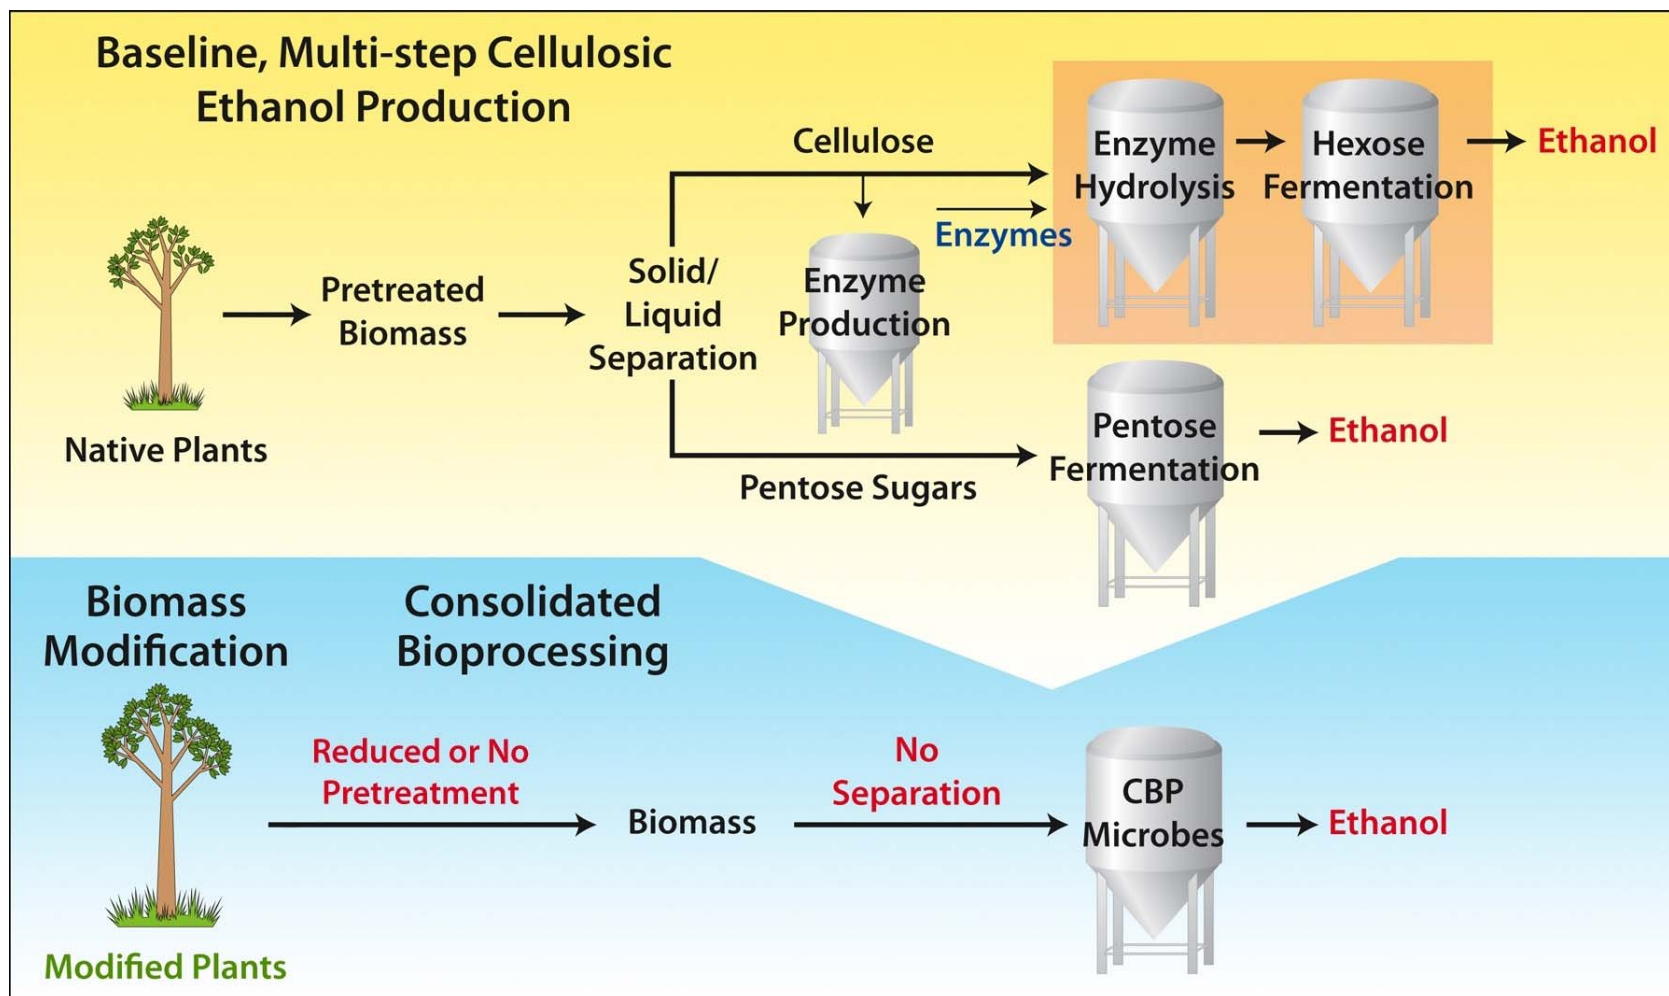 Baseline, Multi-step Cellulosic
Ethanol Production
Cellulose
Enzyme
Hydrolysis
Hexose
Fermentation
Ethanol
Enzymes
Solid/
Liquid
Separation
Enzyme
Production
Pretreated
Biomass
Native Plants
Pentose
Fermentation
Ethanol
Pentose Sugars
Biomass
Modification
Consolidated
Bioprocessing
Reduced or No
Pretreatment
Biomass
No
Separation
CBP
Microbes
Ethanol
Modified Plants